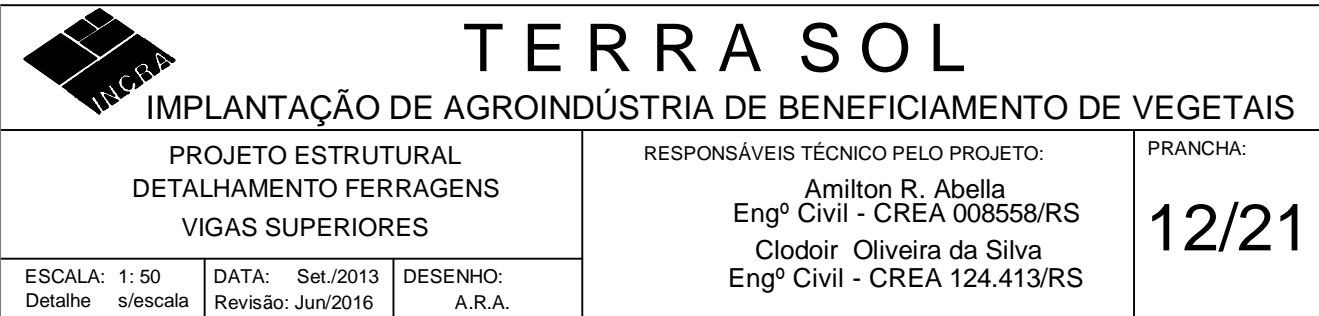 INCRA
TERRA SOL
IMPLANTAÇÃO DE AGROINDÚSTRIA DE BENEFICIAMENTO DE VEGETAIS
PROJETO ESTRUTURAL
DETALHAMENTO FERRAGENS
VIGAS SUPERIORES
ESCALA: 1: 50
Detalhe s/escala
DATA: Set./2013
Revisão: Jun/2016
DESENHO:
A.R.A.
RESPONSÁVEIS TÉCNICO PELO PROJETO:
Amilton R. Abella
Engº Civil - CREA 008558/RS
Clodoir Oliveira da Silva
Engº Civil - CREA 124.413/RS
PRANCHA:
12/21